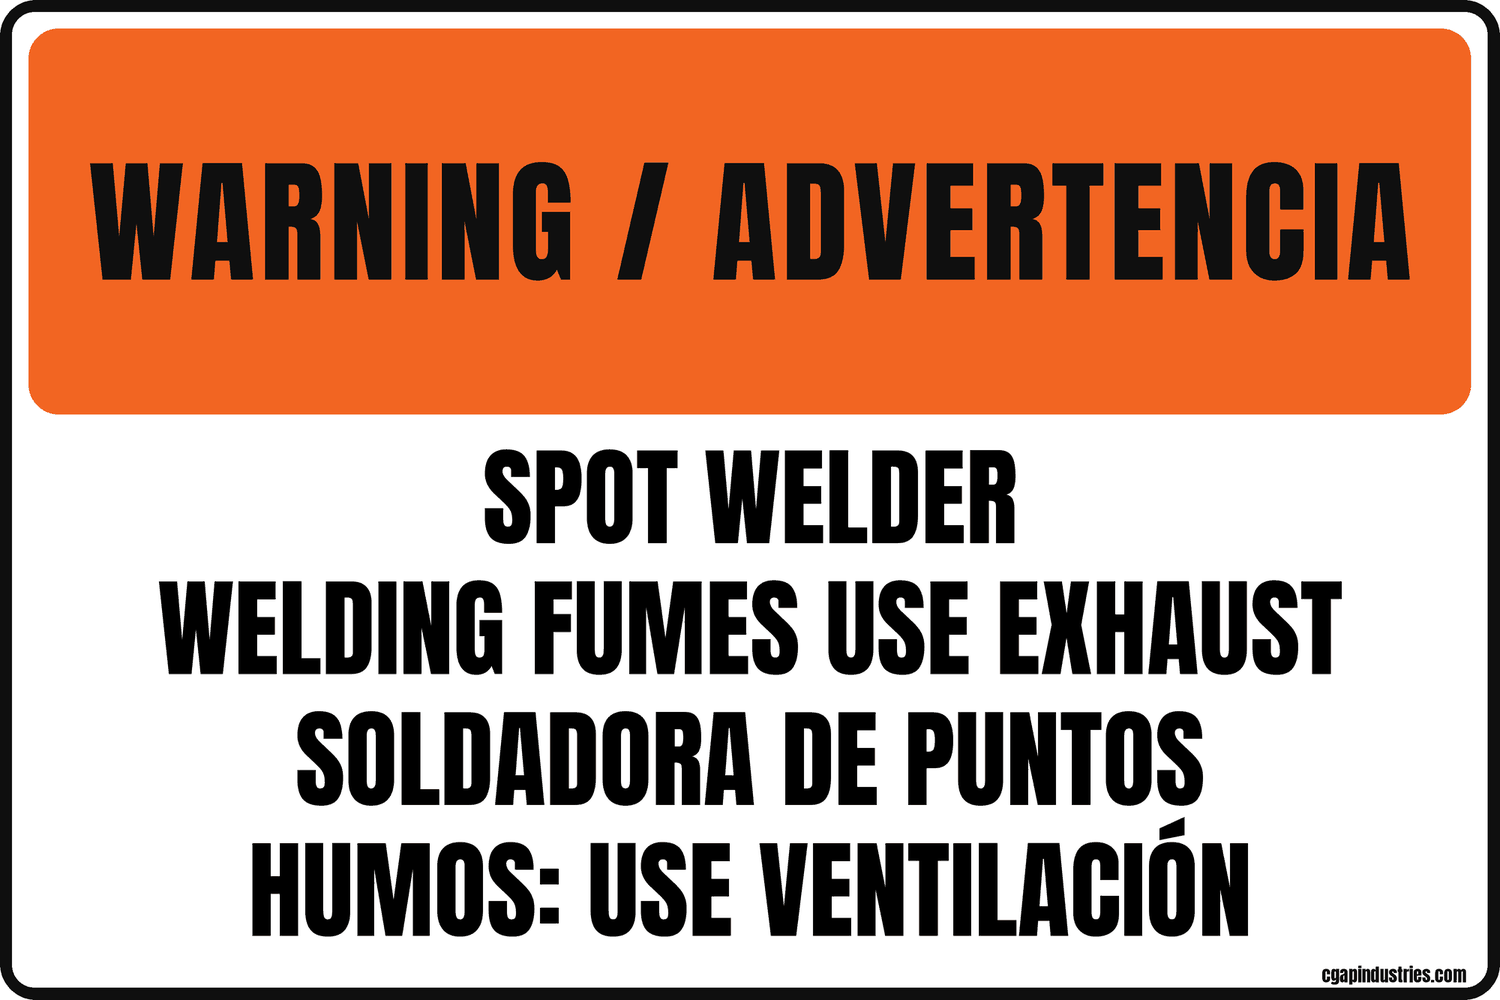 WARNING / ADVERTENCIA
SPOT WELDER
WELDING FUMES USE EXHAUST
SOLDADORA DE PUNTOS
HUMOS: USE VENTILACIÓN
cgapindustries.com